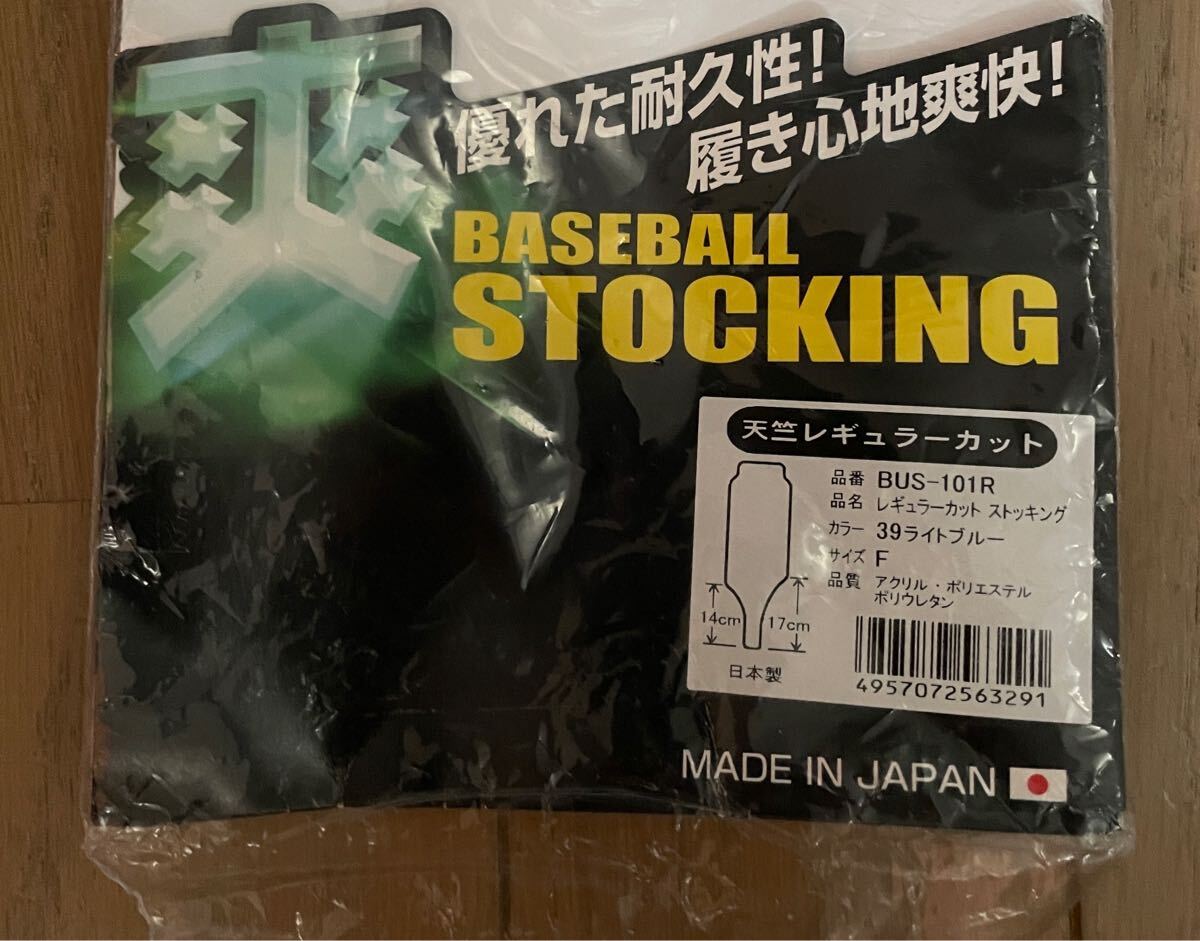 爽
優れた耐久性!
履き心地爽快!
BASEBALL
STOCKING
天竺レギュラーカット
品番 BUS-101R
品名 レギュラーカット ストッキング
カラー 39ライトブルー
サイズ F
品質 アクリル・ポリエステル
ポリウレタン
14cm 17cm
日本製
4957072563291
MADE IN JAPAN